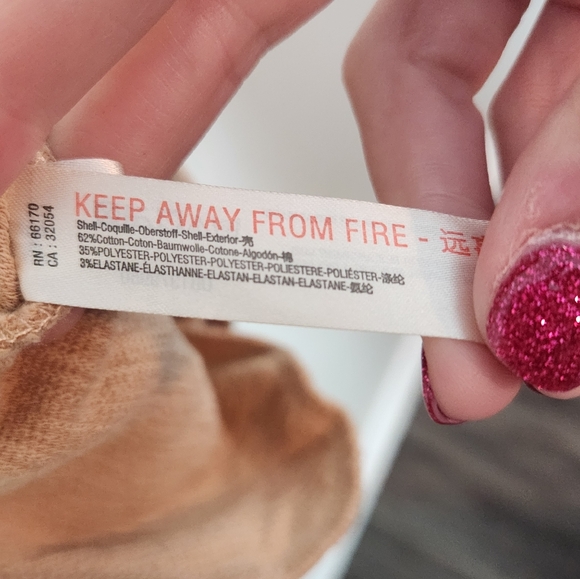 RN : 66170
CA : 32054
KEEP AWAY FROM FIRE - 远
Shell-Coquille-Oberstoff-Shell-Exterior-壳
62%Cotton-Coton-Baumwolle-Cotone-Algodón-棉
35%POLYESTER-POLYESTER-POLYESTER-POLIESTERE-POLIÉSTER-涤纶
3%ELASTANE-ÉLASTHANNE-ELASTAN-ELASTAN-ELASTANE-氨纶